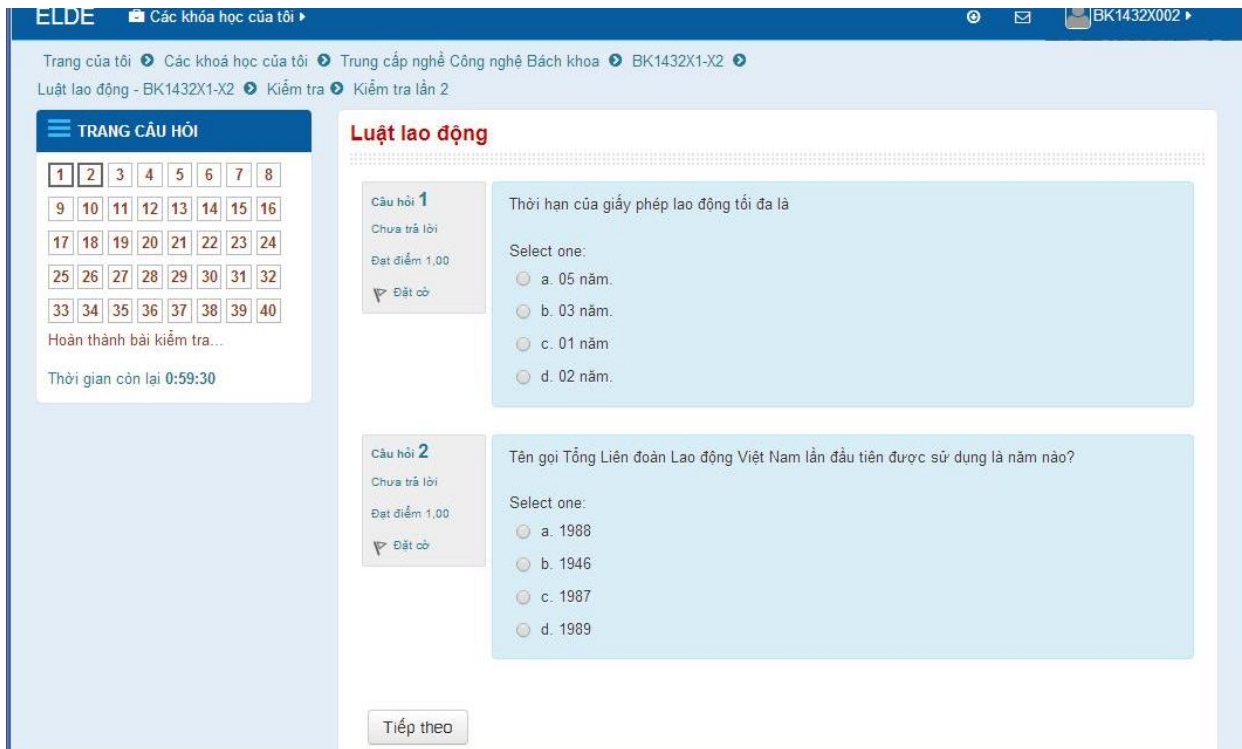 ELDE Các khóa học của tôi BK1432X002
Trang của tôi Các khoá học của tôi Trung cấp nghề Công nghệ Bách khoa BK1432X1-X2
Luật lao động - BK1432X1-X2 Kiểm tra Kiểm tra lần 2
TRANG CÂU HỎI
1 2 3 4 5 6 7 8
9 10 11 12 13 14 15 16
17 18 19 20 21 22 23 24
25 26 27 28 29 30 31 32
33 34 35 36 37 38 39 40
Hoàn thành bài kiểm tra...
Thời gian còn lại 0:59:30
Luật lao động
Câu hỏi 1
Chưa trả lời
Đạt điểm 1,00
Đặt cờ
Thời hạn của giấy phép lao động tối đa là
Select one:
a. 05 năm.
b. 03 năm.
c. 01 năm
d. 02 năm.
Câu hỏi 2
Chưa trả lời
Đạt điểm 1,00
Đặt cờ
Tên gọi Tổng Liên đoàn Lao động Việt Nam lần đầu tiên được sử dụng là năm nào?
Select one:
a. 1988
b. 1946
c. 1987
d. 1989
Tiếp theo